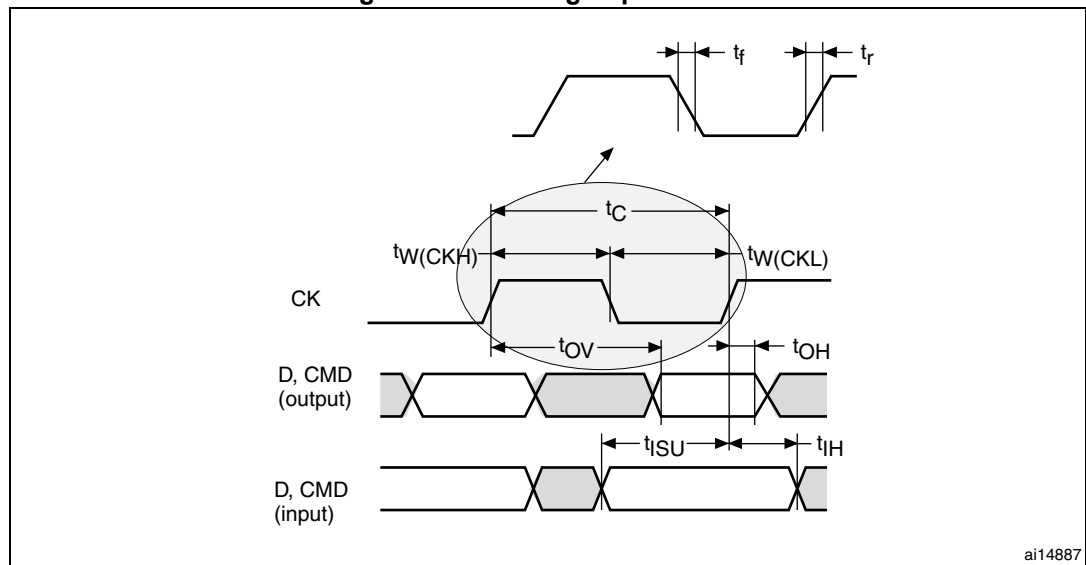 tf
tr
tC
tW(CKH)
tW(CKL)
CK
tOV
tOH
D, CMD
(output)
tISU
tIH
D, CMD
(input)
ai14887